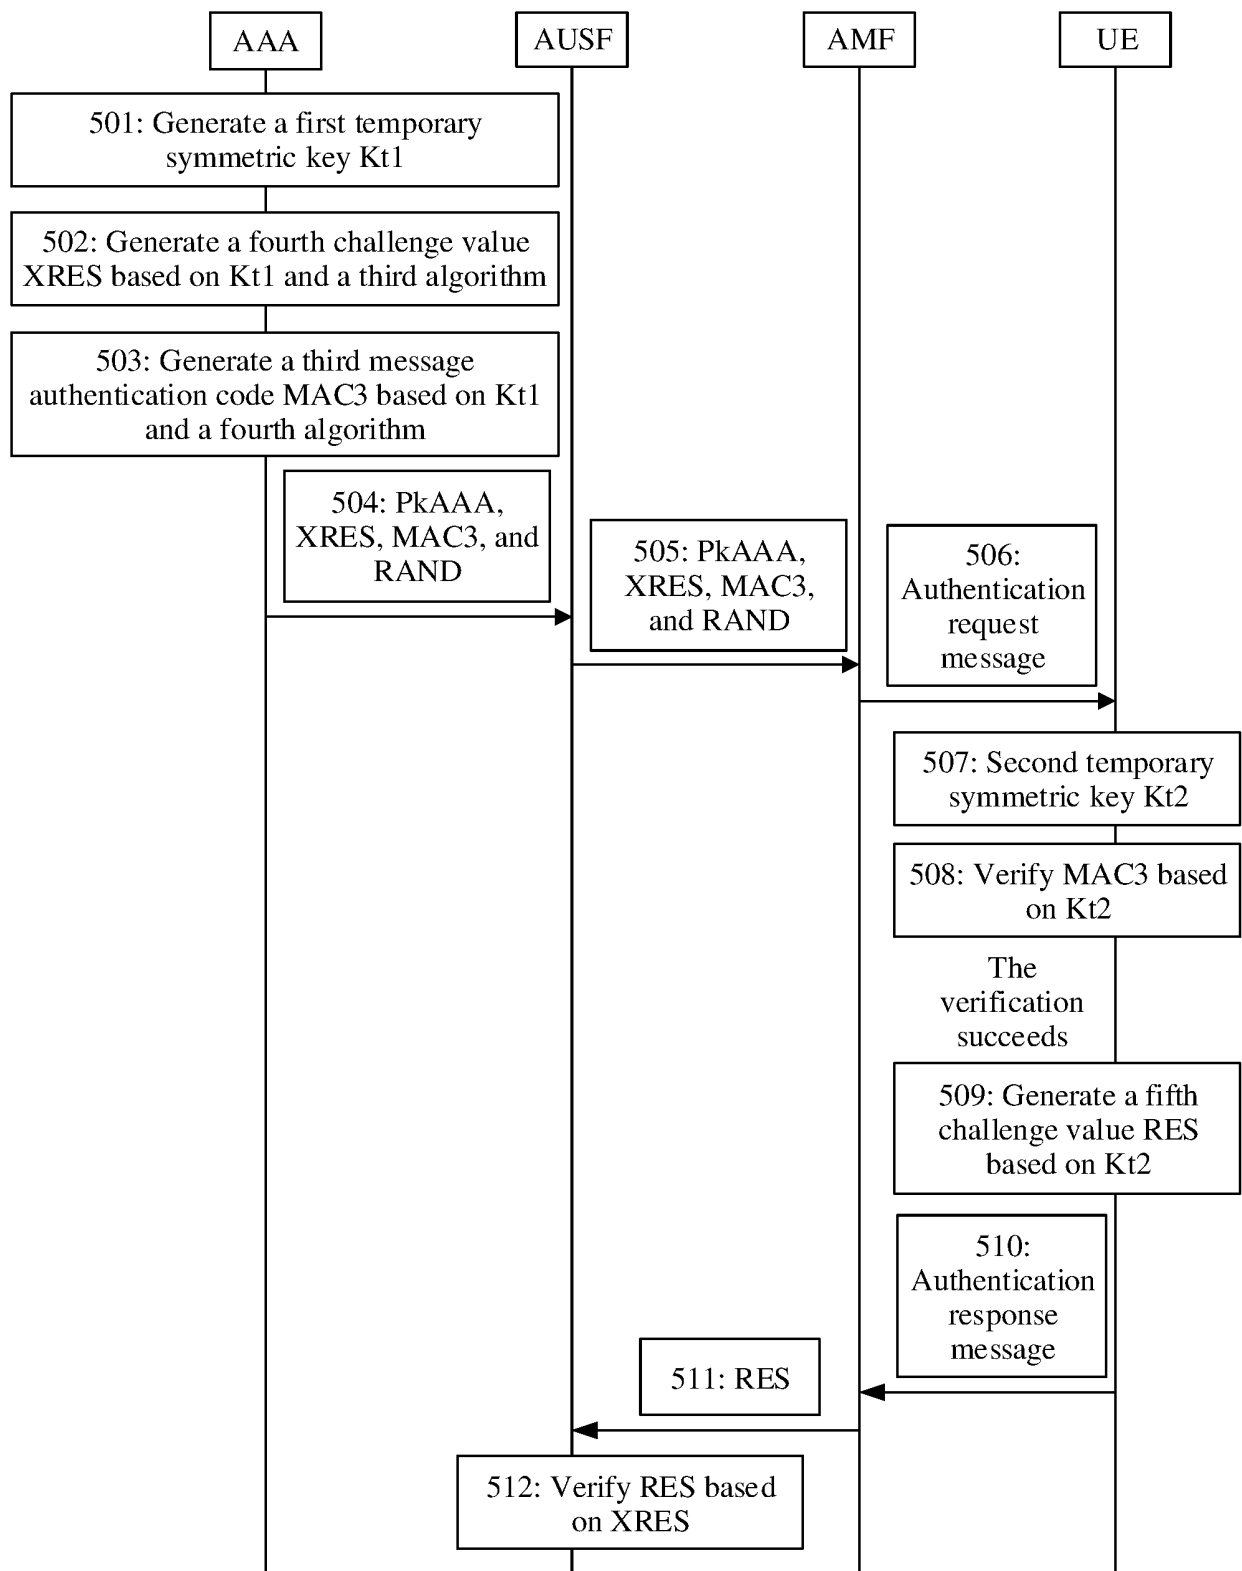 AAA
AUSF
AMF
UE
501: Generate a first temporary
symmetric key Kt1
502: Generate a fourth challenge value
XRES based on Kt1 and a third algorithm
503: Generate a third message
authentication code MAC3 based on Kt1
and a fourth algorithm
504: PkAAA,
XRES, MAC3, and
RAND
505: PkAAA,
XRES, MAC3,
and RAND
506:
Authentication
request
message
507: Second temporary
symmetric key Kt2
508: Verify MAC3 based
on Kt2
The
verification
succeeds
509: Generate a fifth
challenge value RES
based on Kt2
510:
Authentication
response
message
511: RES
512: Verify RES based
on XRES